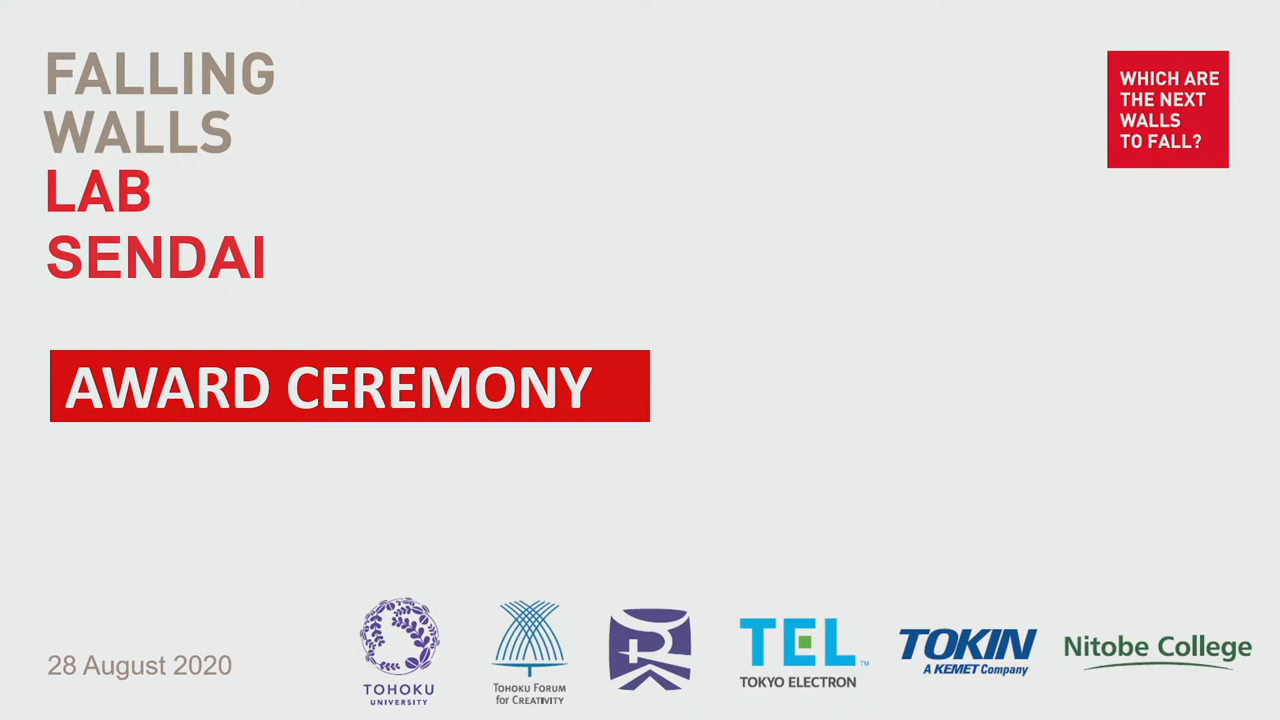 FALLING
WALLS
LAB
SENDAI
WHICH ARE
THE NEXT
WALLS
TO FALL?
AWARD CEREMONY
28 August 2020
TOHOKU
UNIVERSITY
TOHOKU FORUM
for CREATIVITY
TEL™
TOKYO ELECTRON
TOKIN
A KEMET Company
Nitobe College